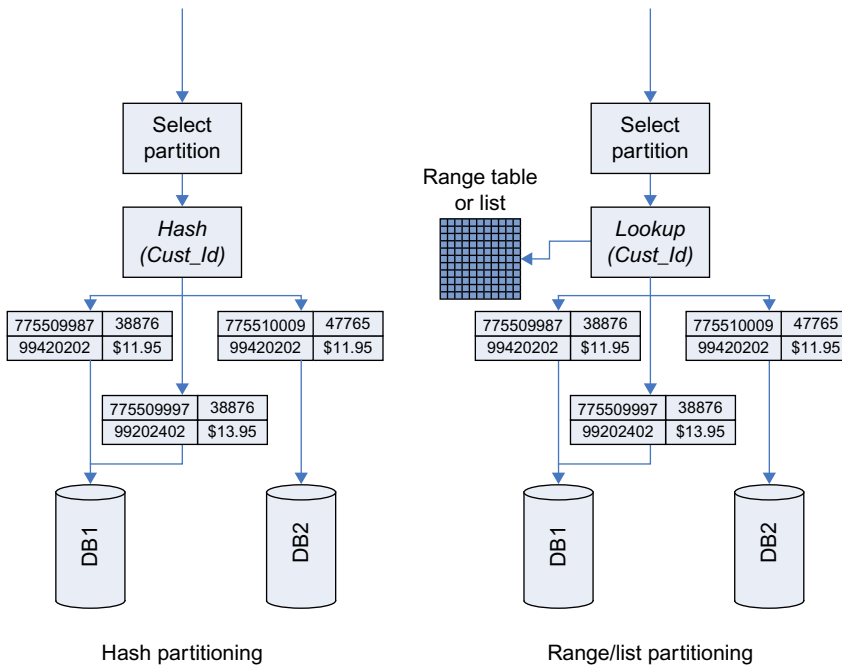 Select
partition
Hash
(Cust_Id)
775509987 38876
99420202 $11.95
775510009 47765
99420202 $11.95
775509997 38876
99202402 $13.95
DB1
DB2
Hash partitioning
Select
partition
Range table
or list
Lookup
(Cust_Id)
775509987 38876
99420202 $11.95
775510009 47765
99420202 $11.95
775509997 38876
99202402 $13.95
DB1
DB2
Range/list partitioning